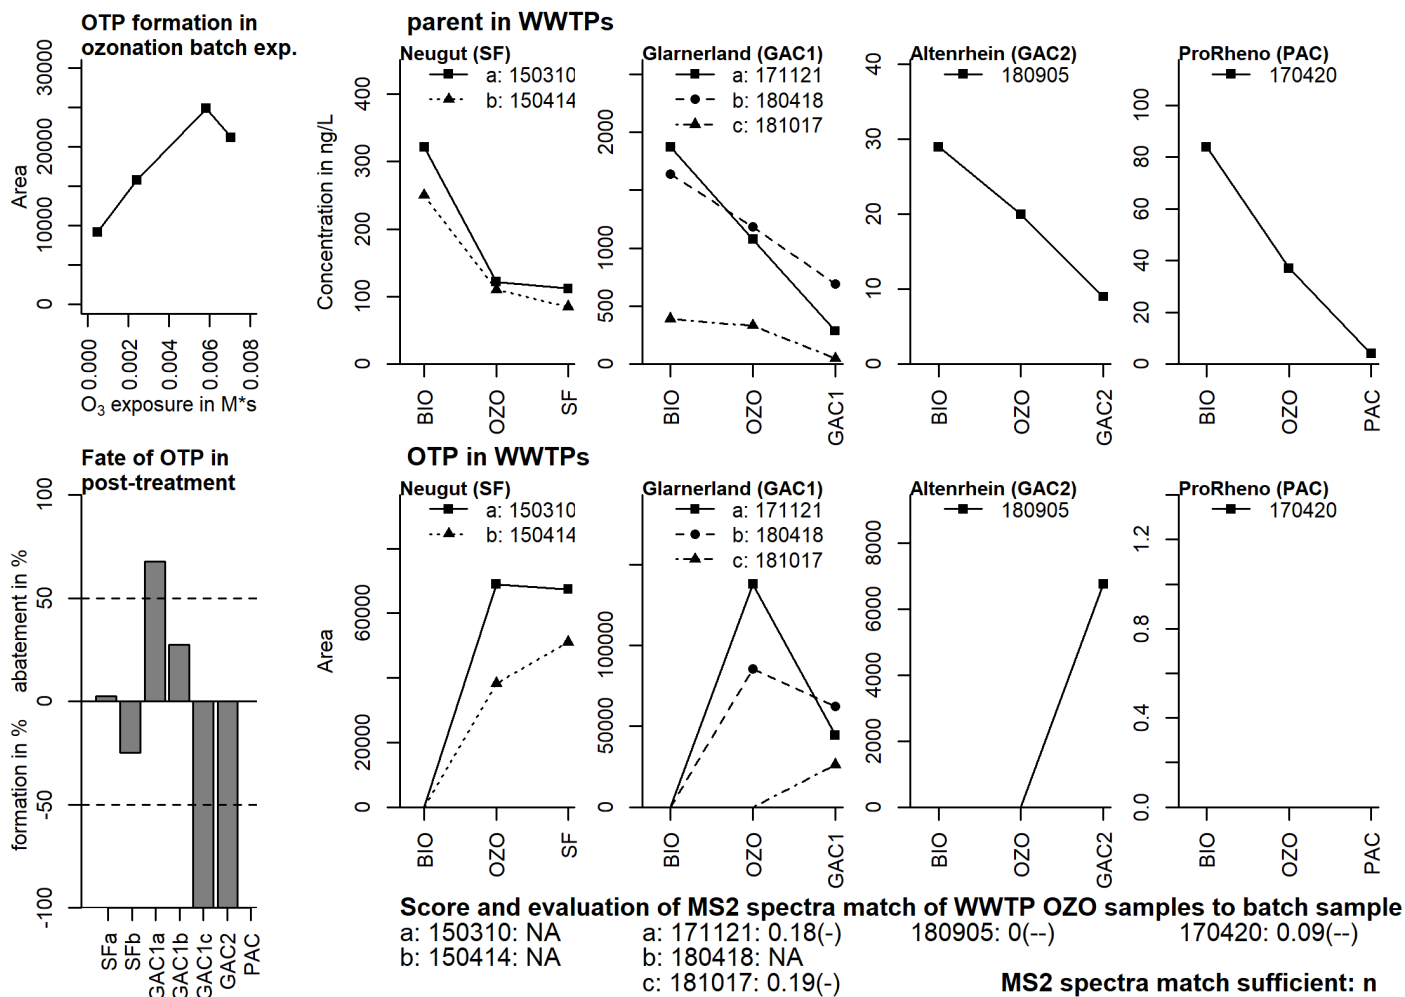 OTP formation in
ozonation batch exp.
Area
0
10000
20000
30000
0.000
0.002
0.004
0.006
0.008
O3 exposure in M*s
parent in WWTPs
Concentration in ng/L
Neugut (SF)
a: 150310
b: 150414
0
100
200
300
400
BIO
OZO
SF
Glarnerland (GAC1)
a: 171121
b: 180418
c: 181017
0
500
1000
2000
BIO
OZO
GAC1
Altenrhein (GAC2)
180905
0
10
20
30
40
BIO
OZO
GAC2
ProRheno (PAC)
170420
0
20
40
60
80
100
BIO
OZO
PAC
Fate of OTP in
post-treatment
formation in %
abatement in %
-100
-50
0
50
100
SFa
SFb
GAC1a
GAC1b
GAC1c
GAC2
PAC
OTP in WWTPs
Area
Neugut (SF)
a: 150310
b: 150414
0
20000
60000
BIO
OZO
SF
Glarnerland (GAC1)
a: 171121
b: 180418
c: 181017
0
50000
100000
BIO
OZO
GAC1
Altenrhein (GAC2)
180905
0
2000
4000
6000
8000
BIO
OZO
GAC2
ProRheno (PAC)
170420
0.0
0.4
0.8
1.2
BIO
OZO
PAC
Score and evaluation of MS2 spectra match of WWTP OZO samples to batch sample
a: 150310: NA
b: 150414: NA
a: 171121: 0.18(-)
b: 180418: NA
c: 181017: 0.19(-)
180905: 0(--)
170420: 0.09(--)
MS2 spectra match sufficient: n